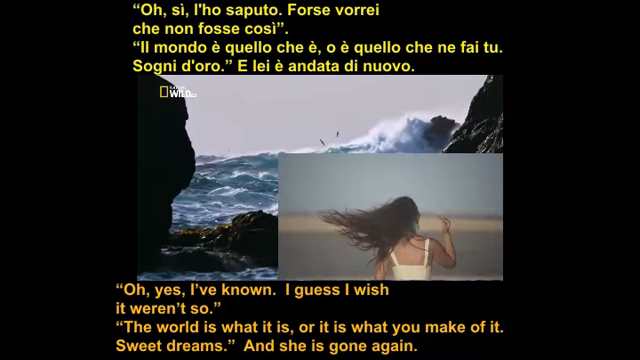 “Oh, sì, l'ho saputo. Forse vorrei
che non fosse così”.
“Il mondo è quello che è, o è quello che ne fai tu.
Sogni d'oro.” E lei è andata di nuovo.
WILD
“Oh, yes, I’ve known.  I guess I wish
it weren’t so.”
“The world is what it is, or it is what you make of it.
Sweet dreams.”  And she is gone again.